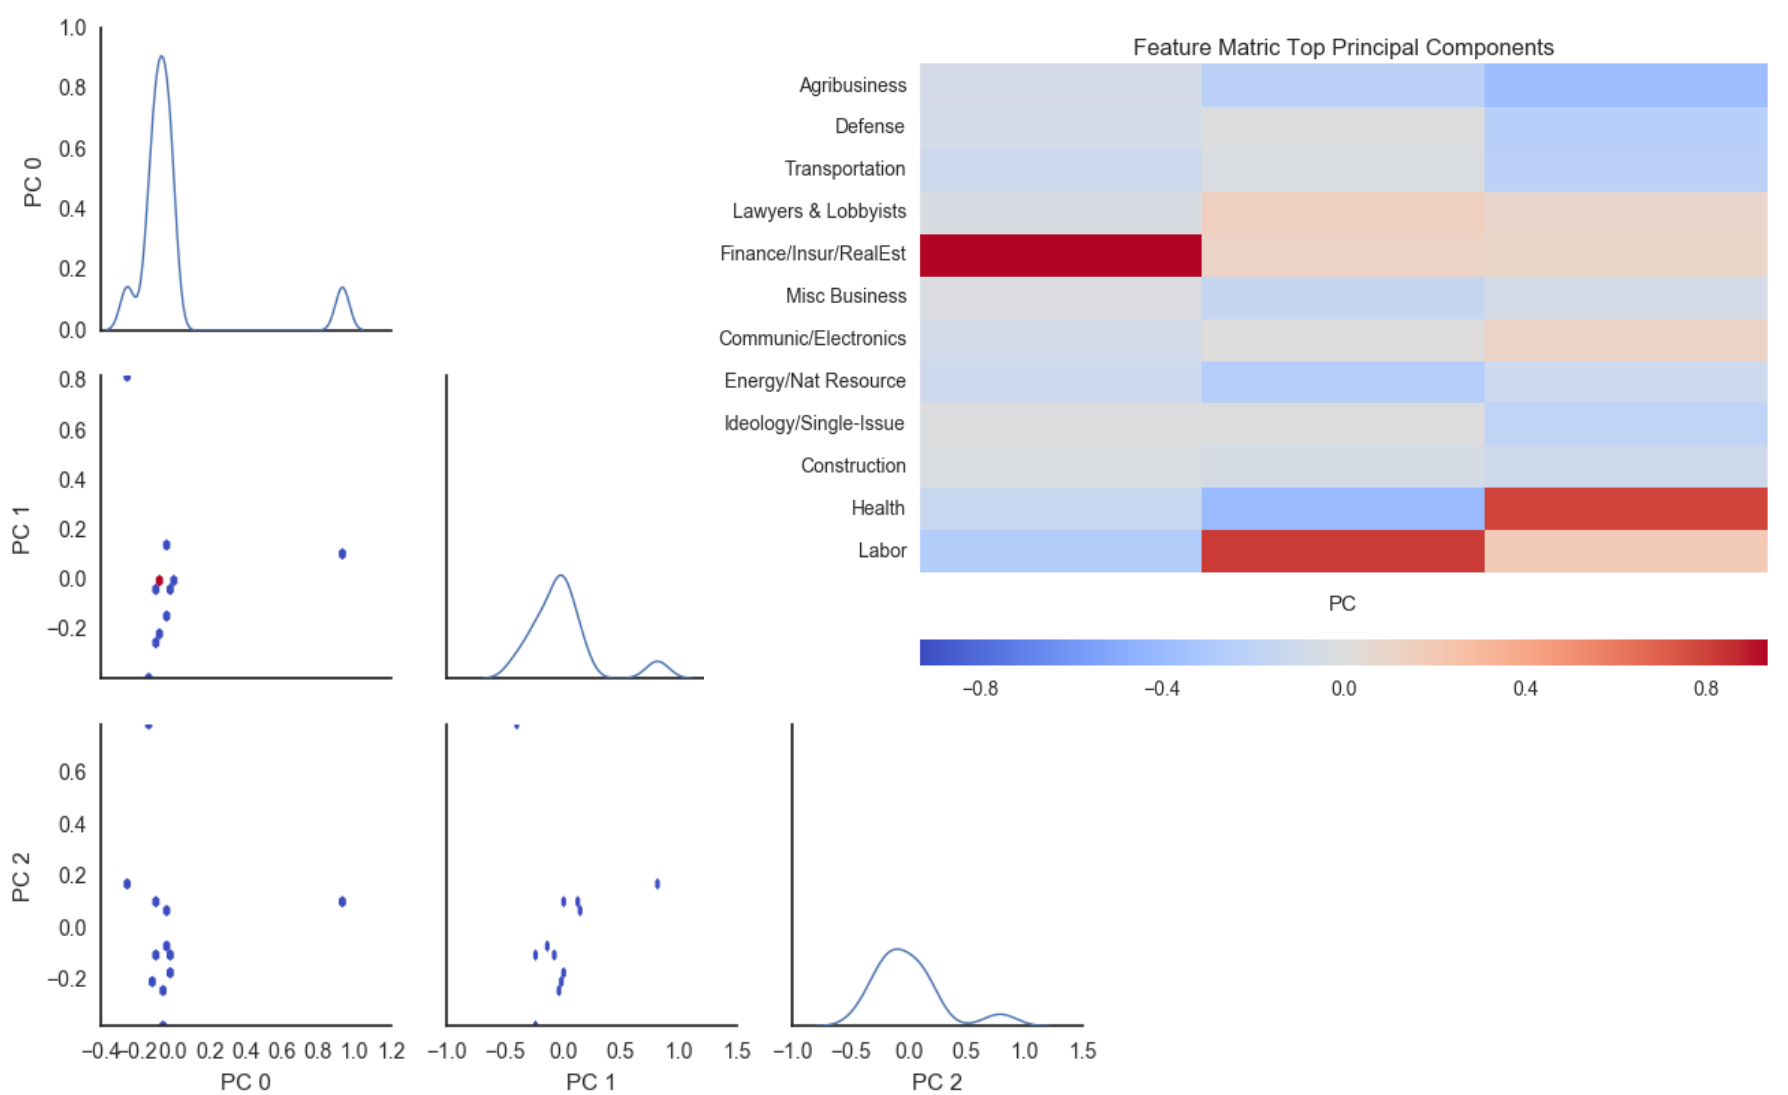 Feature Matric Top Principal Components
Agribusiness
Defense
Transportation
Lawyers & Lobbyists
Finance/Insur/RealEst
Misc Business
Communic/Electronics
Energy/Nat Resource
Ideology/Single-Issue
Construction
Health
Labor
PC
−0.8 −0.4 0.0 0.4 0.8
PC 0
1.0
0.8
0.6
0.4
0.2
0.0
PC 1
0.8
0.6
0.4
0.2
0.0
−0.2
PC 2
0.6
0.4
0.2
0.0
−0.2
−0.4 −0.2 0.0 0.2 0.4 0.6 0.8 1.0 1.2
PC 0
−1.0 −0.5 0.0 0.5 1.0 1.5
PC 1
−1.0 −0.5 0.0 0.5 1.0 1.5
PC 2